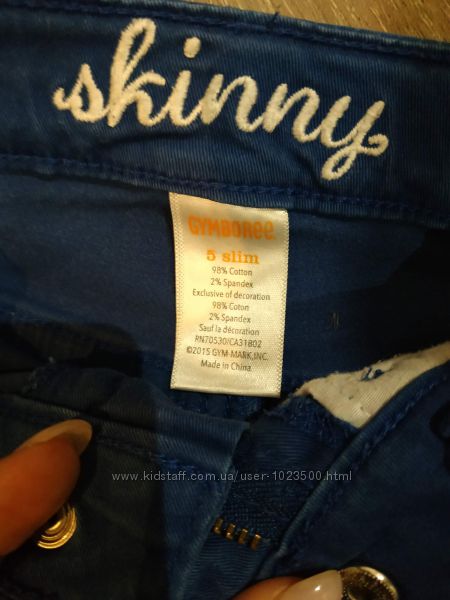 skinny
GYMBOREE
5 slim
98% Cotton
2% Spandex
Exclusive of decoration
98% Coton
2% Spandex
Sauf la décoration
RN70530/CA31802
©2015 GYM-MARK,INC.
Made in China.
www.kidstaff.com.ua/user-1023500.html